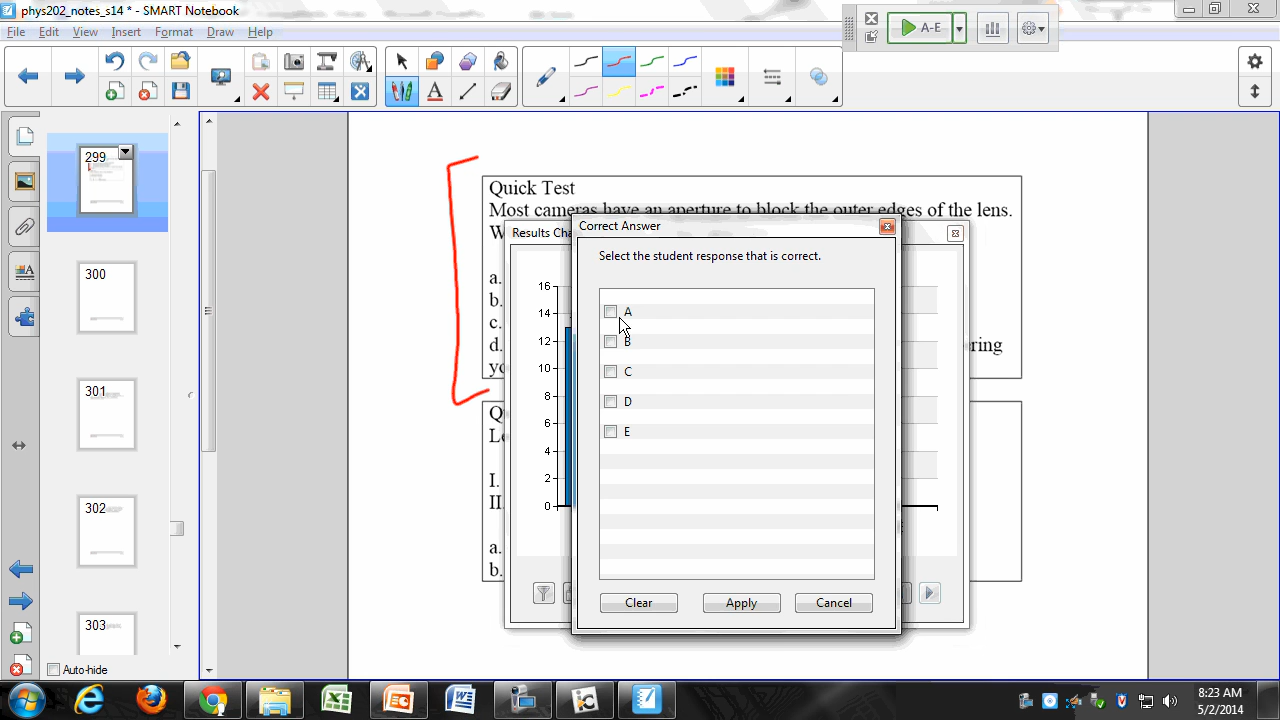 phys202_notes_s14 * - SMART Notebook
File Edit View Insert Format Draw Help
A-E
299
300
301
302
303
Auto-hide
Quick Test
Most cameras have an aperture to block the outer edges of the lens.
W
a.
b.
c.
d. ring
yo
Results Cha
16
14
12
10
8
6
4
2
0
Correct Answer
Select the student response that is correct.
A
B
C
D
E
Clear Apply Cancel
Q
Lo
I.
II
a.
b.
8:23 AM
5/2/2014